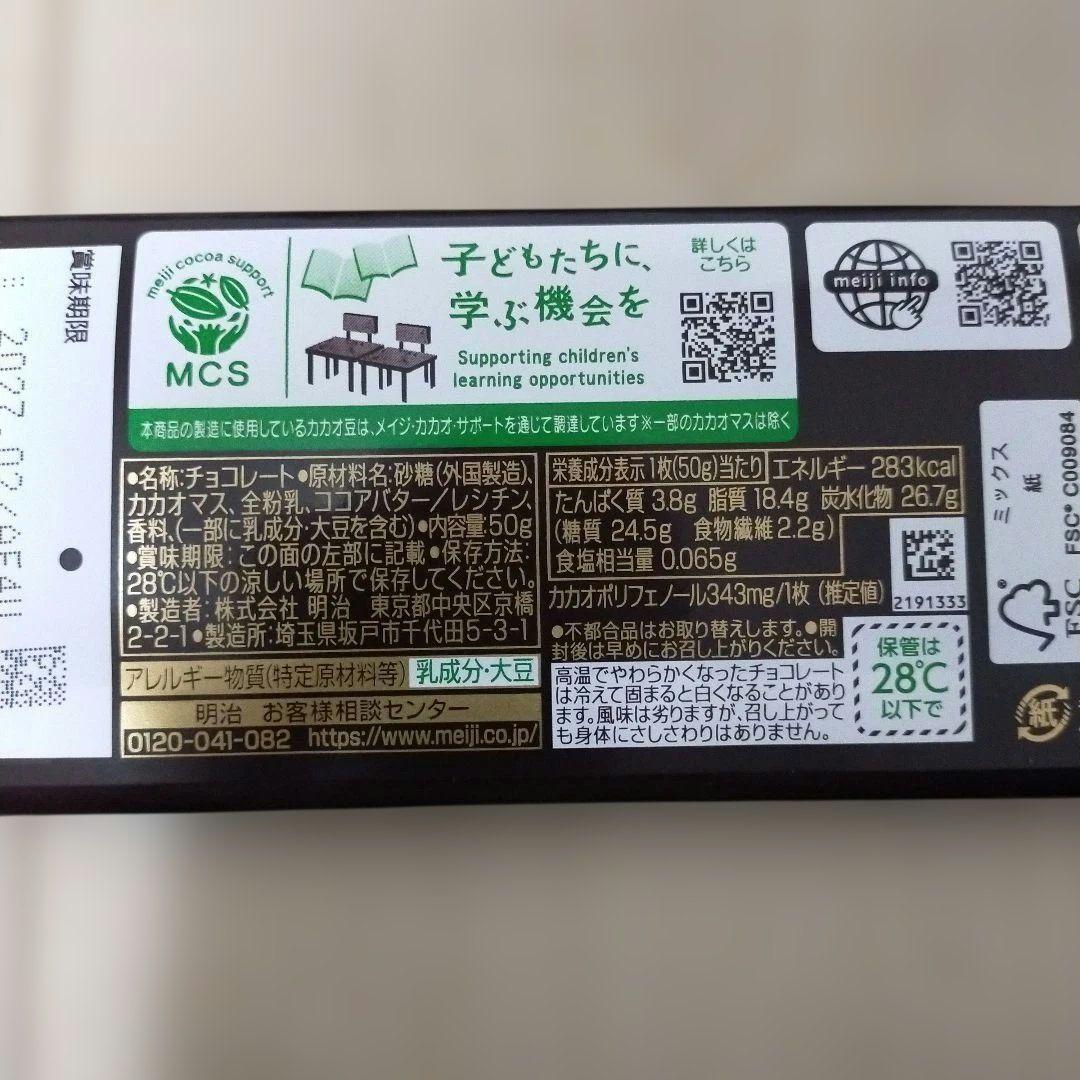 賞味期限
meiji cocoa support
MCS
子どもたちに、
学ぶ機会を
Supporting children's
learning opportunities
詳しくは
こちら
本商品の製造に使用しているカカオ豆は、メイジ・カカオ・サポートを通じて調達しています※一部のカカオマスは除く
meiji info
●名称:チョコレート●原材料名:砂糖(外国製造)、
カカオマス、全粉乳、ココアバター/レシチン、
香料、(一部に乳成分・大豆を含む)●内容量:50g
●賞味期限:この面の左部に記載●保存方法:
28℃以下の涼しい場所で保存してください。
●製造者:株式会社 明治 東京都中央区京橋
2-2-1●製造所:埼玉県坂戸市千代田5-3-1
アレルギー物質(特定原材料等) 乳成分・大豆
明治 お客様相談センター
0120-041-082 https://www.meiji.co.jp/
栄養成分表示 1枚(50g)当たり エネルギー 283kcal
たんぱく質 3.8g 脂質 18.4g 炭水化物 26.7g
(糖質 24.5g 食物繊維 2.2g)
食塩相当量 0.065g
カカオポリフェノール343mg/1枚 (推定値)
2191333
●不都合品はお取り替えします。●開
封後は早めにお召し上がりください。
高温でやわらかくなったチョコレート
は冷えて固まると白くなることがあり
ます。風味は劣りますが、召し上がって
も身体にさしさわりはありません。
保管は
28℃
以下で
ミックス
紙
FSC® C009084
FSC
紙